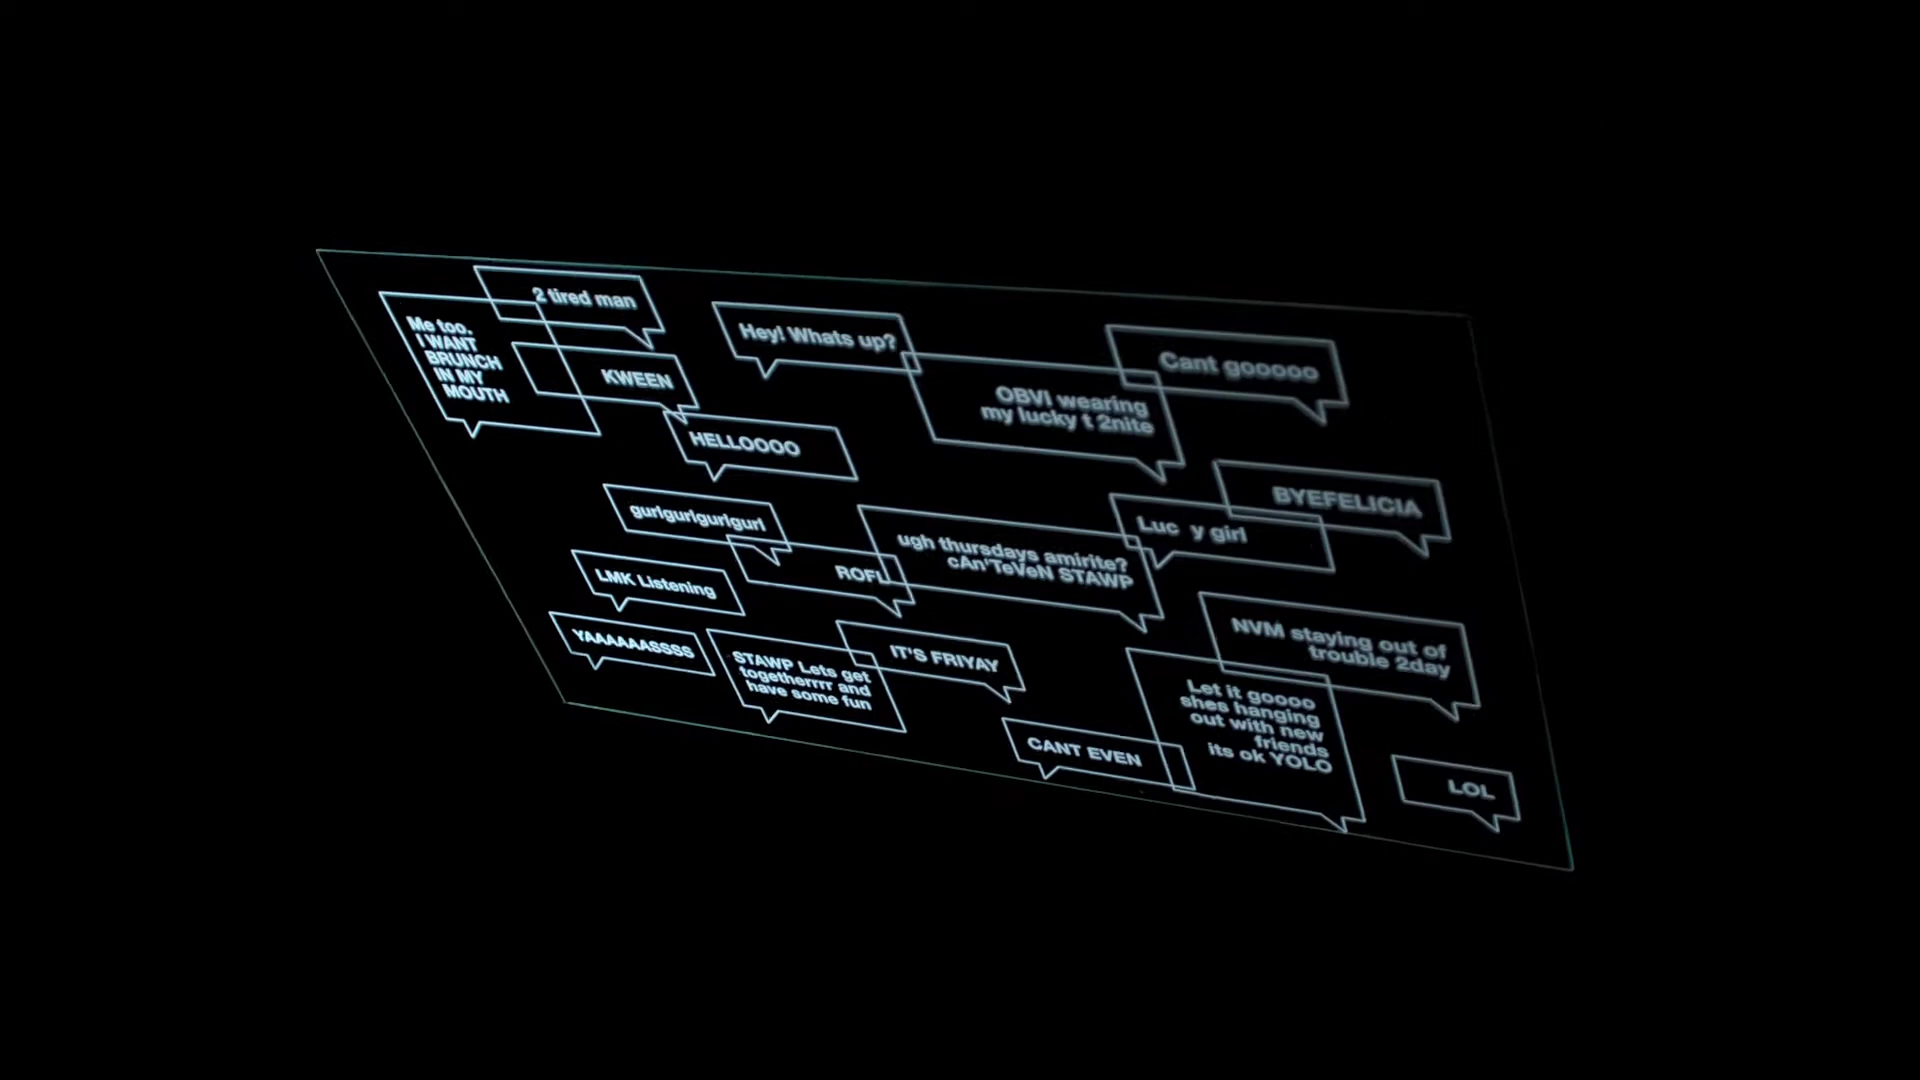 2 tired man
Me too.
I WANT
BRUNCH
IN MY
MOUTH
KWEEN
HELLOOOO
Hey! Whats up?
OBVI wearing
my lucky t 2nite
Cant gooooo
BYEFELICIA
Luc y girl
gurlgurlgurlgurl
ROFL
ugh thursdays amirite?
cAn'TeVeN STAWP
LMK Listening
YAAAAAASSSS
STAWP Lets get
togetherrrr and
have some fun
IT'S FRIYAY
NVM staying out of
trouble 2day
Let it goooo
shes hanging
out with new
friends
its ok YOLO
CANT EVEN
LOL